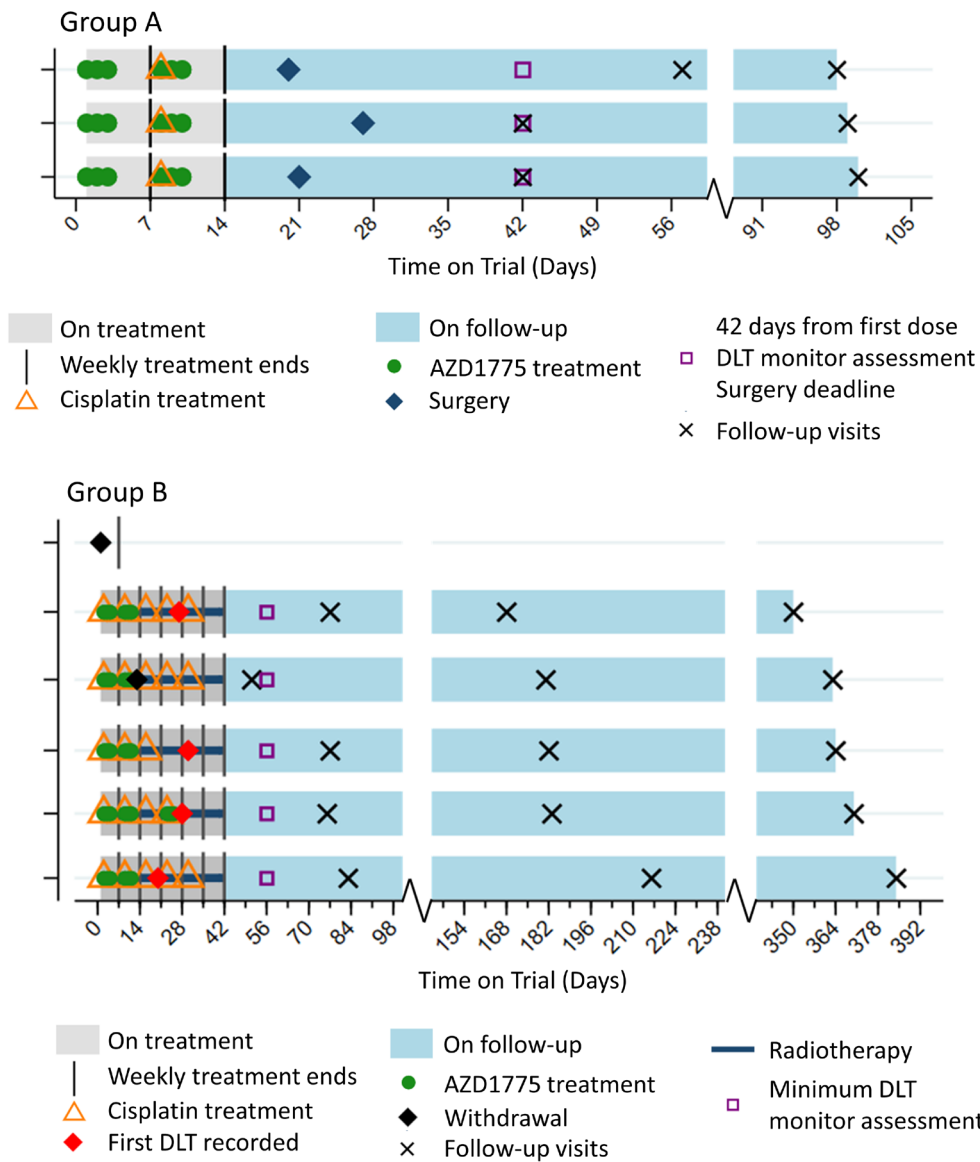 Group A
0 7 14 21 28 35 42 49 56 91 98 105
Time on Trial (Days)
On treatment
Weekly treatment ends
Cisplatin treatment
On follow-up
AZD1775 treatment
Surgery
42 days from first dose
DLT monitor assessment
Surgery deadline
Follow-up visits
Group B
0 14 28 42 56 70 84 98 154 168 182 196 210 224 238 350 364 378 392
Time on Trial (Days)
On treatment
Weekly treatment ends
Cisplatin treatment
First DLT recorded
On follow-up
AZD1775 treatment
Withdrawal
Follow-up visits
Radiotherapy
Minimum DLT
monitor assessment